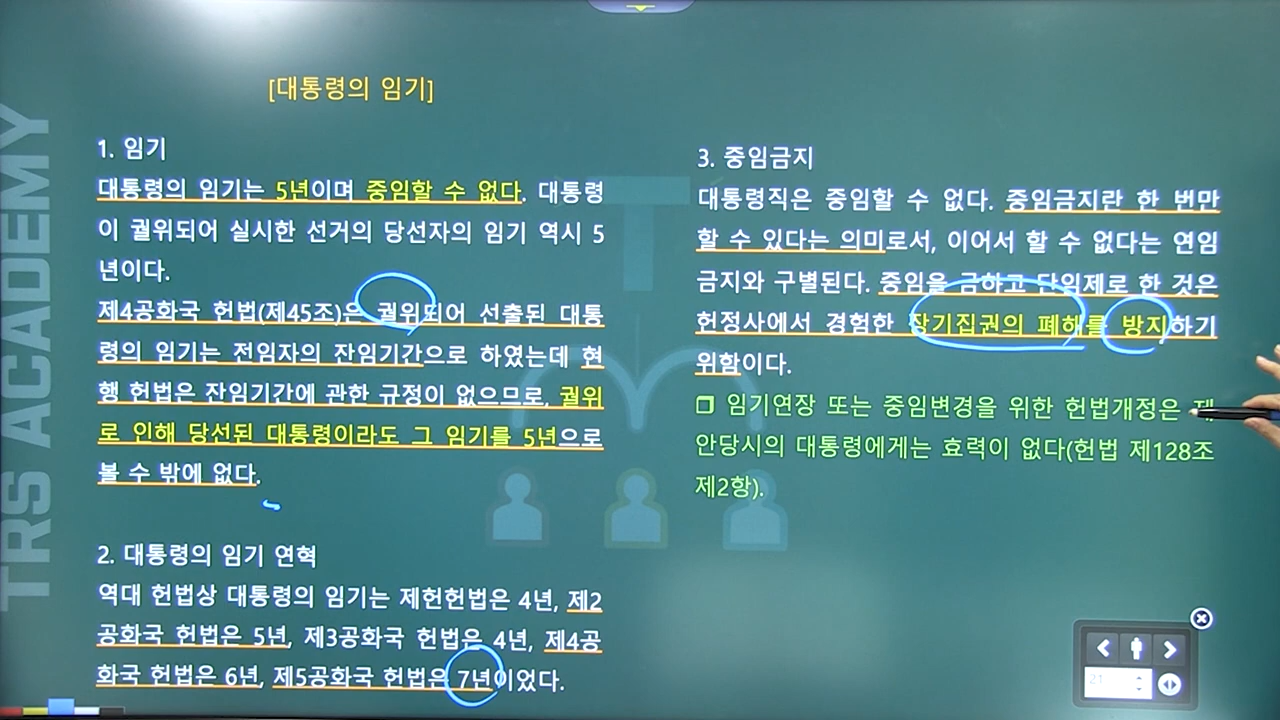 [대통령의 임기]
1. 임기
대통령의 임기는 5년이며 중임할 수 없다. 대통령
이 궐위되어 실시한 선거의 당선자의 임기 역시 5
년이다.
제4공화국 헌법(제45조)은 궐위되어 선출된 대통
령의 임기는 전임자의 잔임기간으로 하였는데 현
행 헌법은 잔임기간에 관한 규정이 없으므로, 궐위
로 인해 당선된 대통령이라도 그 임기를 5년으로
볼 수 밖에 없다.
2. 대통령의 임기 연혁
역대 헌법상 대통령의 임기는 제헌헌법은 4년, 제2
공화국 헌법은 5년, 제3공화국 헌법은 4년, 제4공
화국 헌법은 6년, 제5공화국 헌법은 7년이었다.
3. 중임금지
대통령직은 중임할 수 없다. 중임금지란 한 번만
할 수 있다는 의미로서, 이어서 할 수 없다는 연임
금지와 구별된다. 중임을 금하고 단임제로 한 것은
헌정사에서 경험한 장기집권의 폐해를 방지하기
위함이다.
❐ 임기연장 또는 중임변경을 위한 헌법개정은 제
안당시의 대통령에게는 효력이 없다(헌법 제128조
제2항).
TRS ACADEMY
21